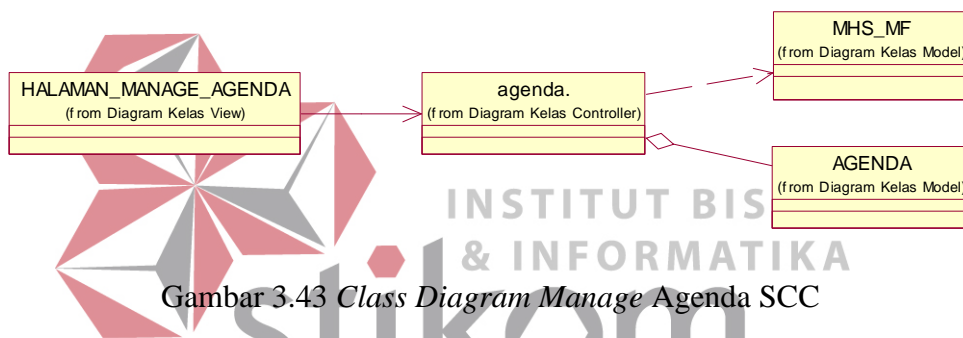 MHS_MF
(from Diagram Kelas Model)
HALAMAN_MANAGE_AGENDA
(from Diagram Kelas View)
agenda.
(from Diagram Kelas Controller)
AGENDA
(from Diagram Kelas Model)
INSTITUT BIS
& INFORMATIKA
Gambar 3.43 Class Diagram Manage Agenda SCC
stikom